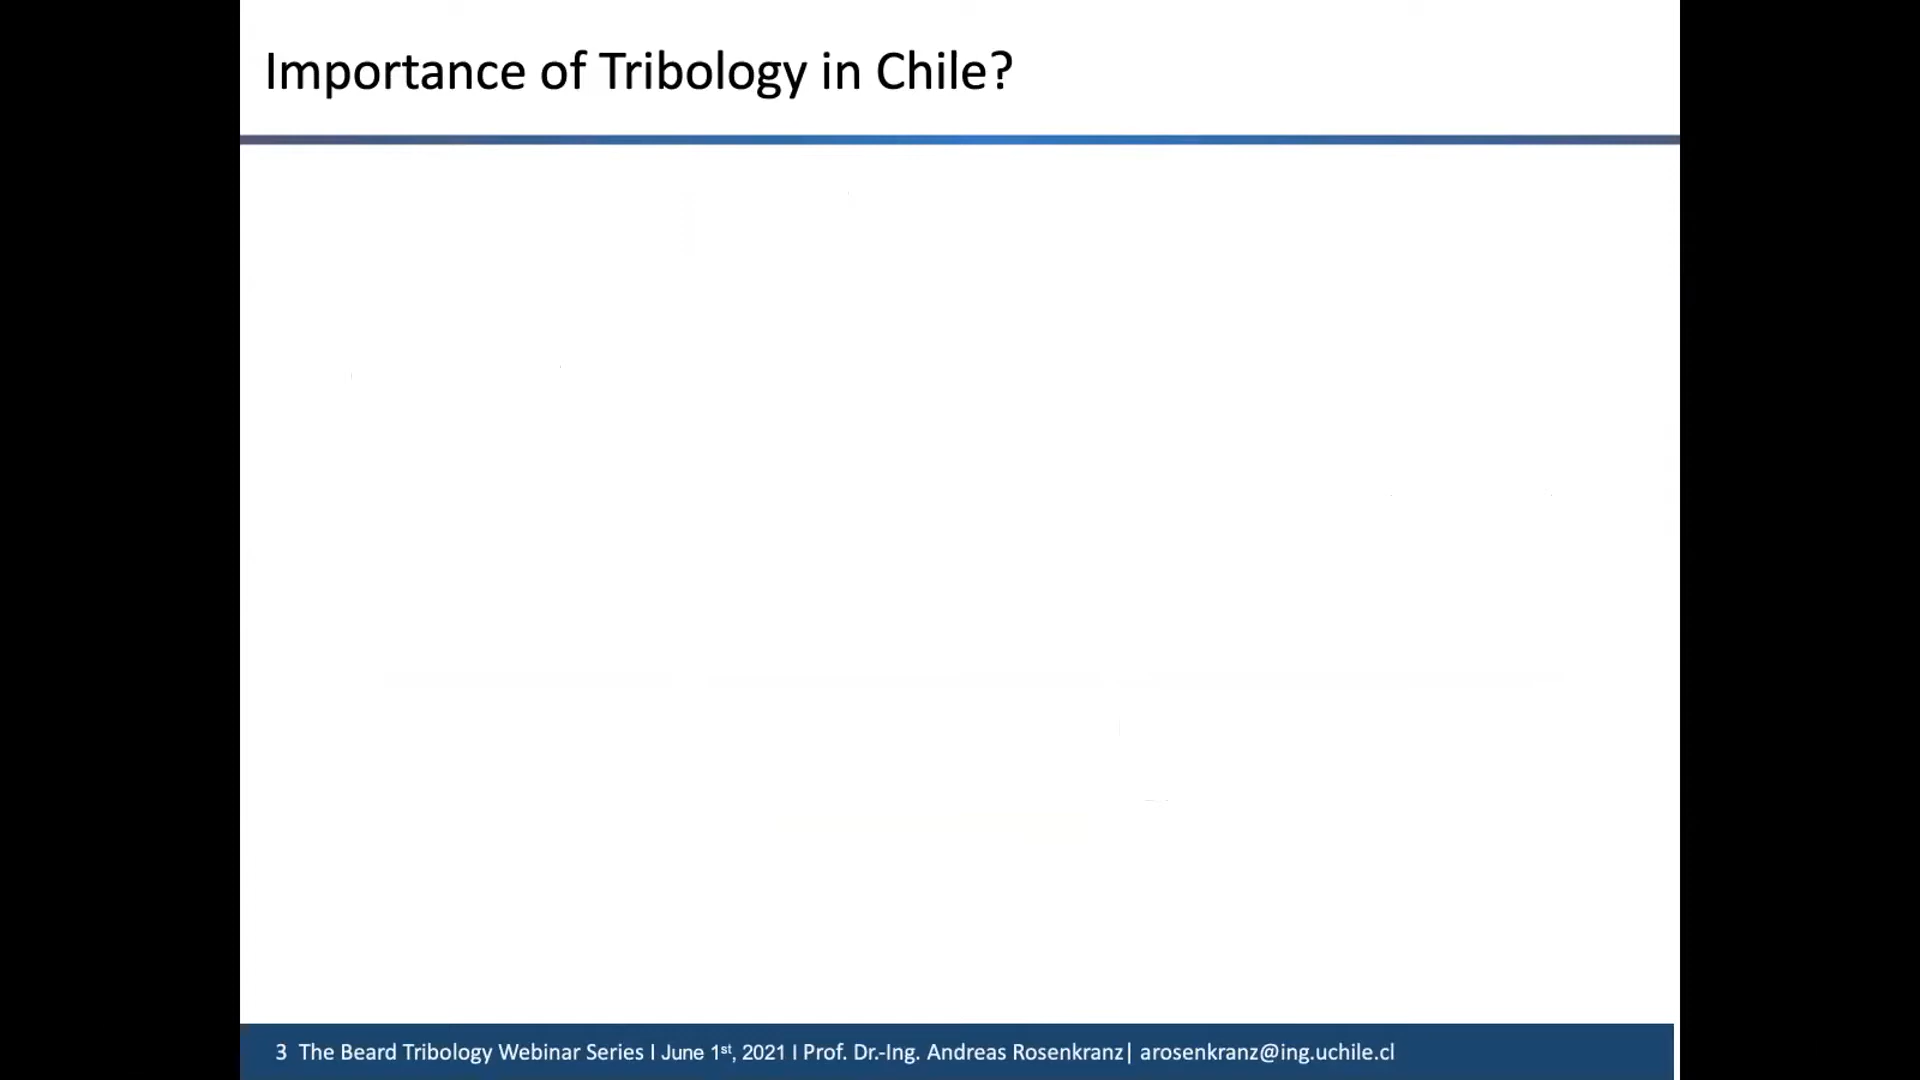 Importance of Tribology in Chile?
3 The Beard Tribology Webinar Series I June 1st, 2021 I Prof. Dr.-Ing. Andreas Rosenkranz| arosenkranz@ing.uchile.cl